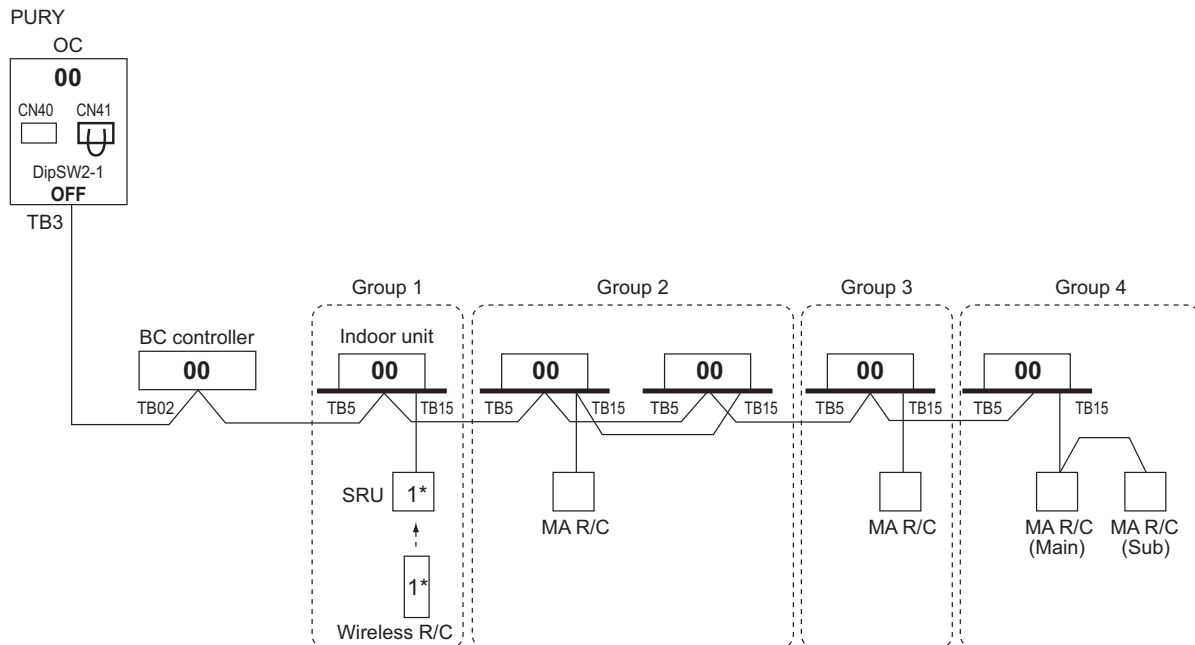 PURY
OC
00
CN40 CN41
DipSW2-1
OFF
TB3
Group 1 Group 2 Group 3 Group 4
BC controller Indoor unit
00 00 00 00 00 00
TB02 TB5 TB15 TB5 TB15 TB5 TB15 TB5 TB15 TB5 TB15
SRU 1*
MA R/C MA R/C MA R/C MA R/C
(Main) (Sub)
1*
Wireless R/C